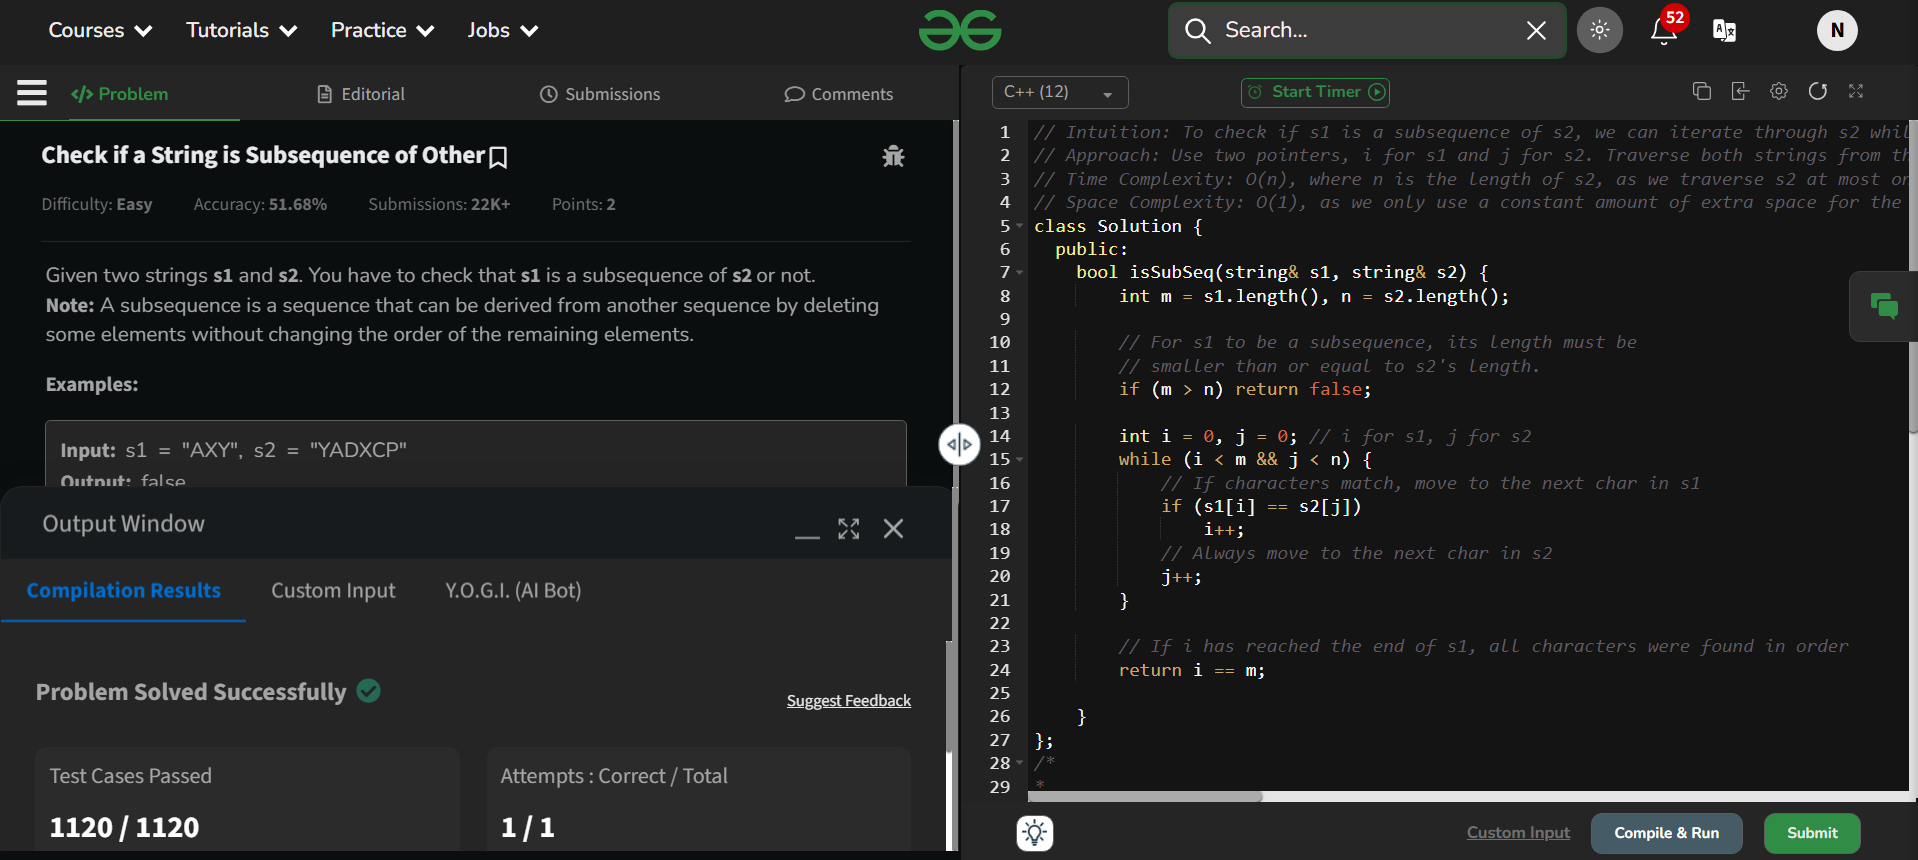 Courses Tutorials Practice Jobs Search... 52 N
Problem Editorial Submissions Comments
Check if a String is Subsequence of Other
Difficulty: Easy Accuracy: 51.68% Submissions: 22K+ Points: 2
Given two strings s1 and s2. You have to check that s1 is a subsequence of s2 or not.
Note: A subsequence is a sequence that can be derived from another sequence by deleting
some elements without changing the order of the remaining elements.
Examples:
Input: s1 = "AXY", s2 = "YADXCP"
Output: false
Output Window
Compilation Results Custom Input Y.O.G.I. (AI Bot)
Problem Solved Successfully
Suggest Feedback
Test Cases Passed
1120 / 1120
Attempts : Correct / Total
1 / 1
C++ (12) Start Timer
1 // Intuition: To check if s1 is a subsequence of s2, we can iterate through s2 whil
2 // Approach: Use two pointers, i for s1 and j for s2. Traverse both strings from th
3 // Time Complexity: O(n), where n is the length of s2, as we traverse s2 at most on
4 // Space Complexity: O(1), as we only use a constant amount of extra space for the
5 class Solution {
6 public:
7 bool isSubSeq(string& s1, string& s2) {
8 int m = s1.length(), n = s2.length();
9
10 // For s1 to be a subsequence, its length must be
11 // smaller than or equal to s2's length.
12 if (m > n) return false;
13
14 int i = 0, j = 0; // i for s1, j for s2
15 while (i < m && j < n) {
16 // If characters match, move to the next char in s1
17 if (s1[i] == s2[j])
18 i++;
19 // Always move to the next char in s2
20 j++;
21 }
22
23 // If i has reached the end of s1, all characters were found in order
24 return i == m;
25
26 }
27 };
28 /*
29 *
Custom Input Compile & Run Submit